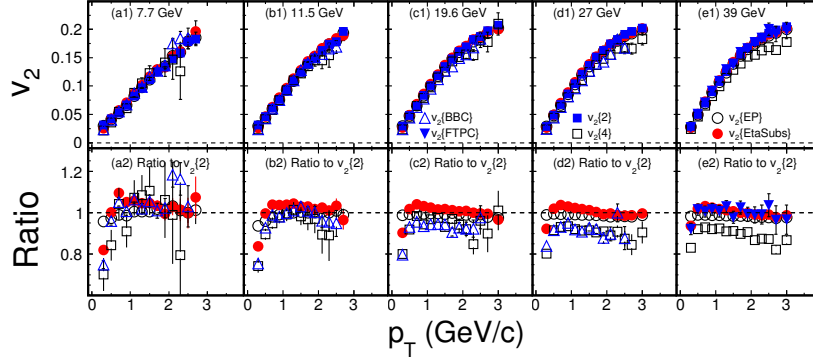 (a1) 7.7 GeV
(b1) 11.5 GeV
(c1) 19.6 GeV
(d1) 27 GeV
(e1) 39 GeV
v2
0.2
0.15
0.1
0.05
0
v2{BBC}
v2{FTPC}
v2{2}
v2{4}
v2{EP}
v2{EtaSubs}
(a2) Ratio to v2{2}
(b2) Ratio to v2{2}
(c2) Ratio to v2{2}
(d2) Ratio to v2{2}
(e2) Ratio to v2{2}
Ratio
1.2
1
0.8
0 1 2 3 0 1 2 3 0 1 2 3 0 1 2 3 0 1 2 3
pT (GeV/c)